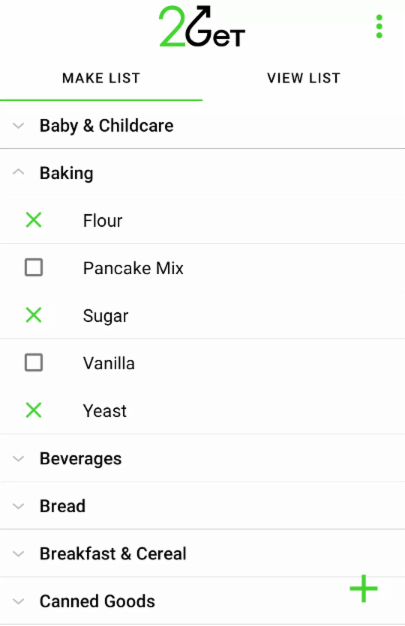 2GET
MAKE LIST VIEW LIST
Baby & Childcare
Baking
Flour
Pancake Mix
Sugar
Vanilla
Yeast
Beverages
Bread
Breakfast & Cereal
Canned Goods